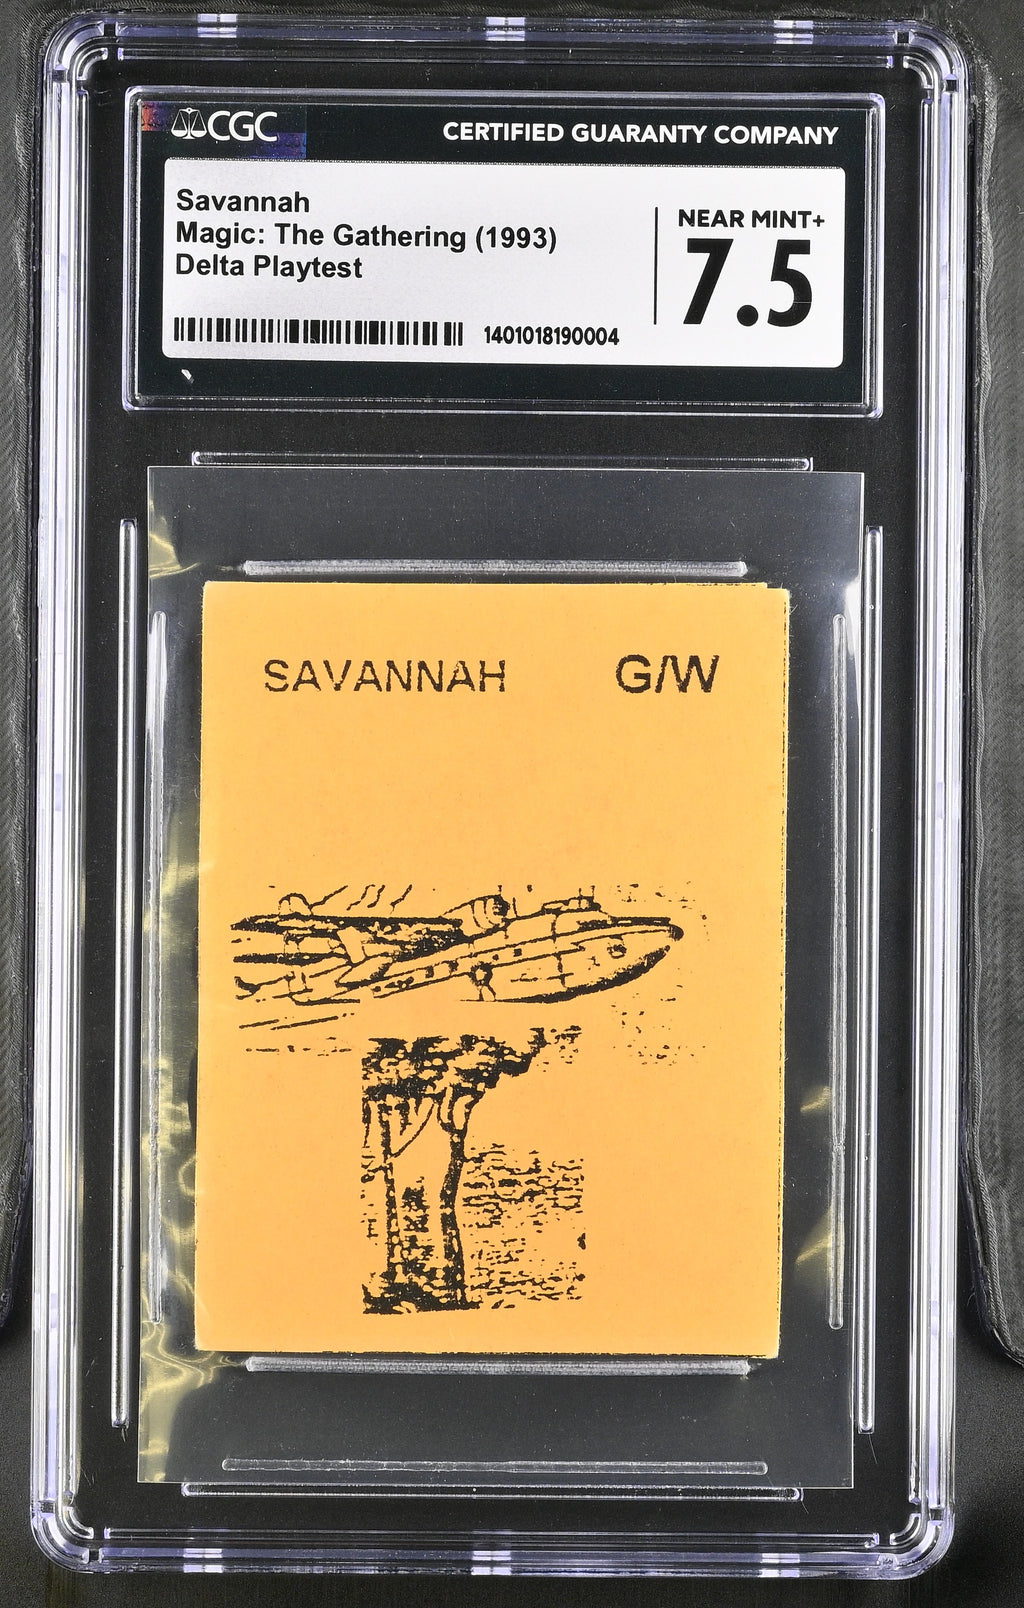 CGC
CERTIFIED GUARANTY COMPANY
Savannah
Magic: The Gathering (1993)
Delta Playtest
NEAR MINT+
7.5
1401018190004
SAVANNAH G/W